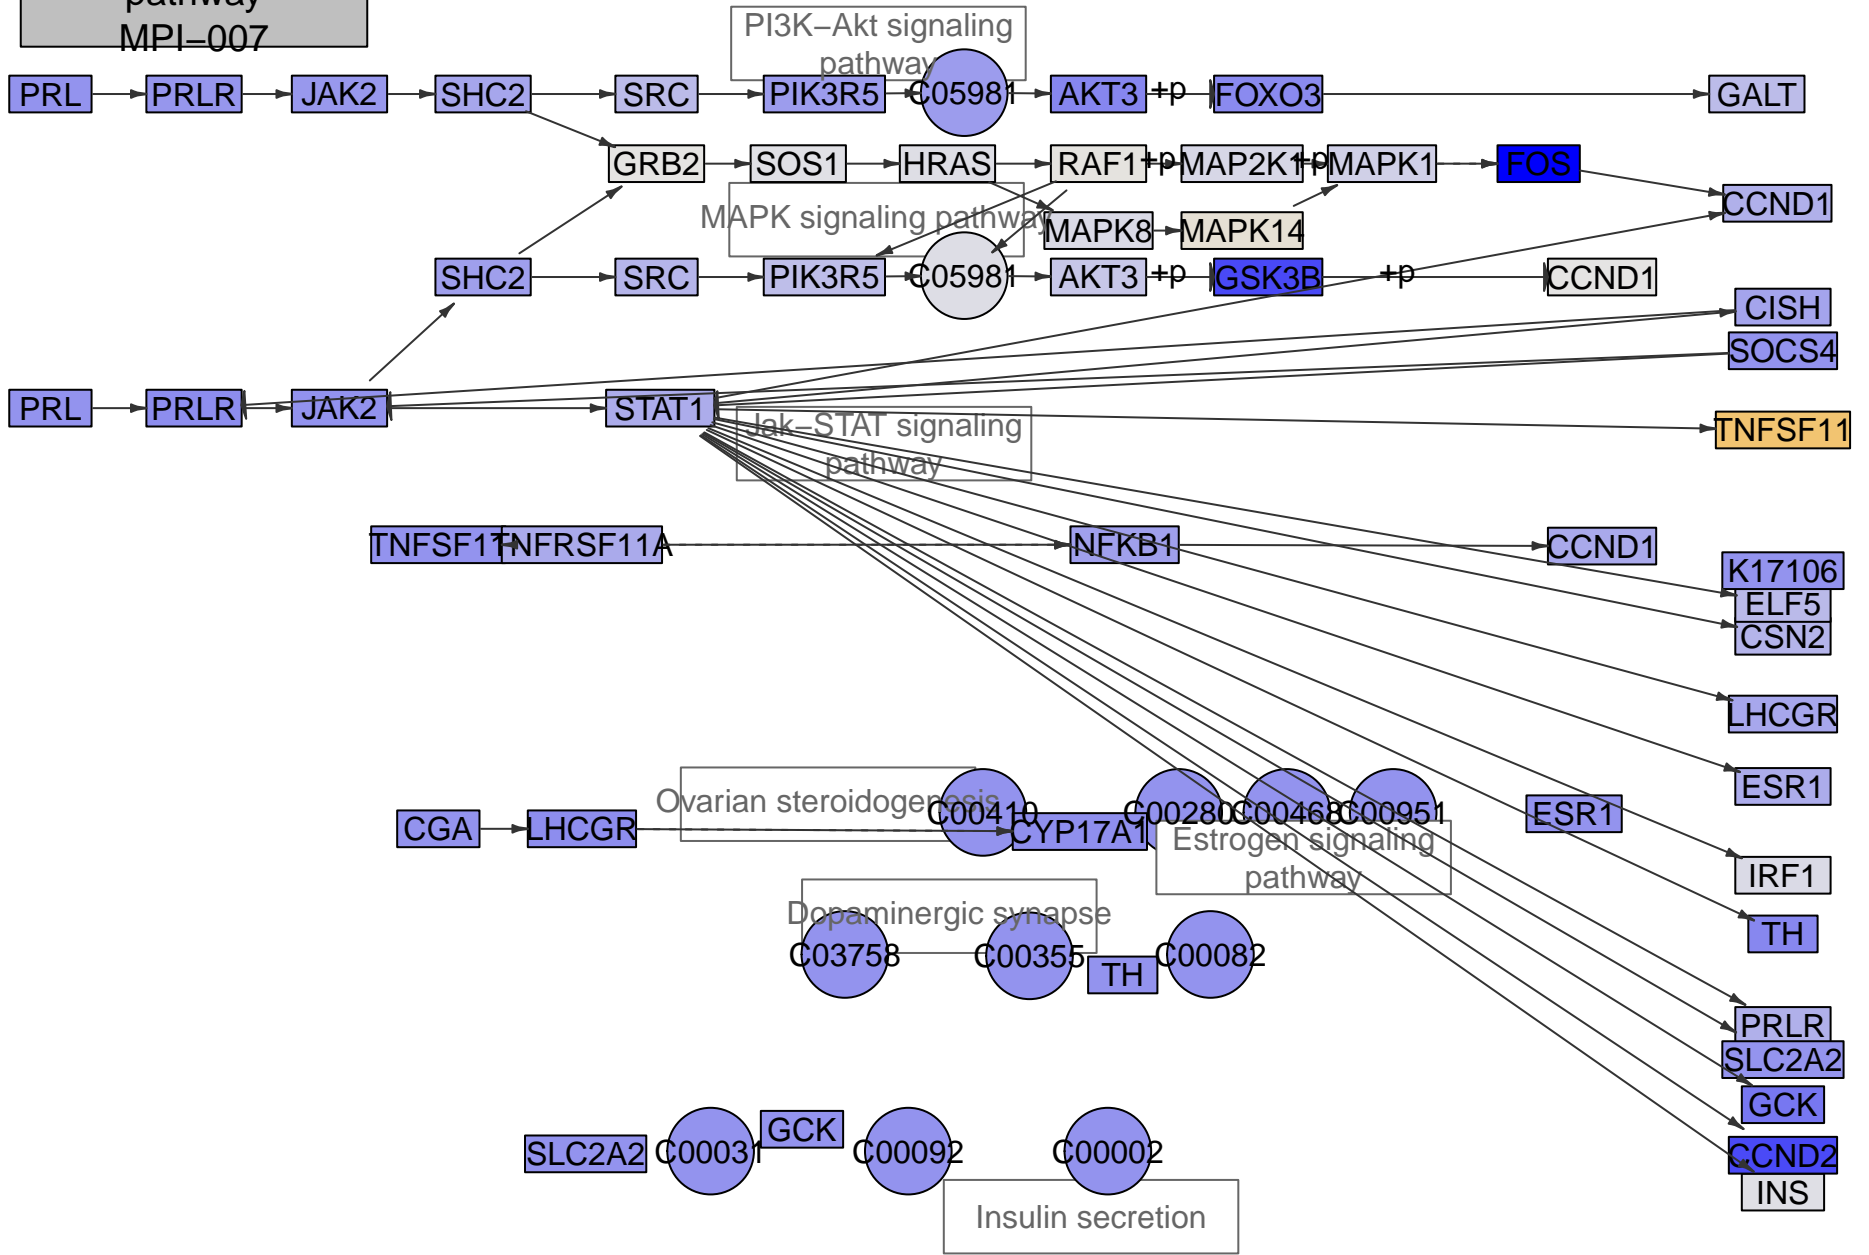 pathway
MPI−007
PI3K−Akt signaling
pathway
PRL
PRLR
JAK2
SHC2
SRC
PIK3R5
C05981
AKT3
+p
FOXO3
GALT
GRB2
SOS1
HRAS
RAF1
+p
MAP2K1
+p
MAPK1
FOS
CCND1
MAPK signaling pathway
MAPK8
MAPK14
SHC2
SRC
PIK3R5
C05981
AKT3
+p
GSK3B
+p
CCND1
CISH
SOCS4
PRL
PRLR
JAK2
STAT1
Jak−STAT signaling
pathway
TNFSF11
TNFSF11
TNFRSF11A
NFKB1
CCND1
K17106
ELF5
CSN2
LHCGR
ESR1
Ovarian steroidogenesis
CGA
LHCGR
C00410
CYP17A1
C00280
C00468
C00951
ESR1
Estrogen signaling
pathway
IRF1
Dopaminergic synapse
TH
C03758
C00355
TH
C00082
PRLR
SLC2A2
GCK
SLC2A2
C00031
GCK
C00092
C00002
CCND2
INS
Insulin secretion